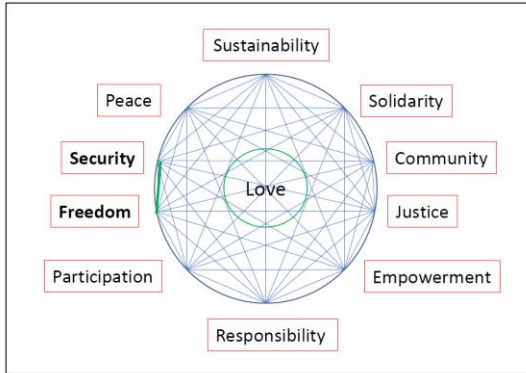 Sustainability
Peace
Solidarity
Security
Community
Love
Freedom
Justice
Participation
Empowerment
Responsibility